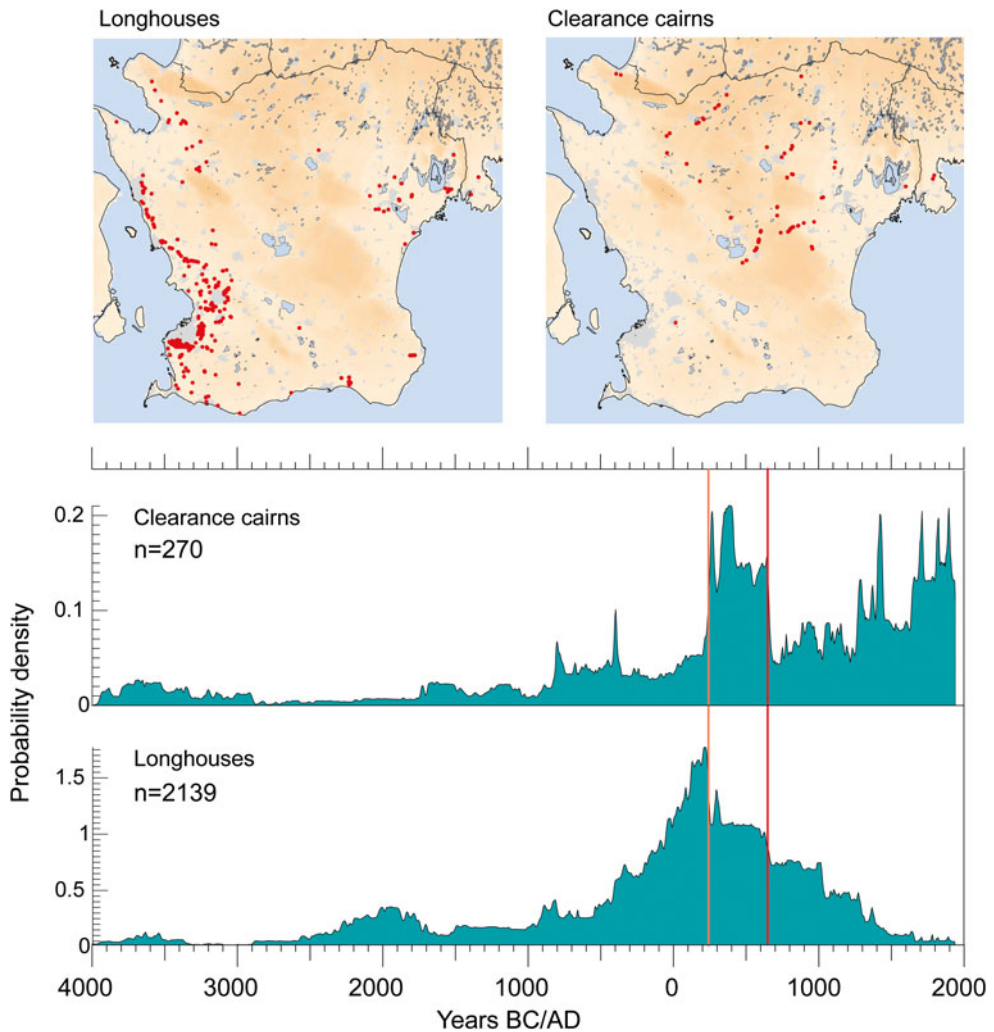 Longhouses
Clearance cairns
Clearance cairns
n=270
0.2
0.1
0
Probability density
Longhouses
n=2139
1.5
1
0.5
0
4000 3000 2000 1000 0 1000 2000
Years BC/AD